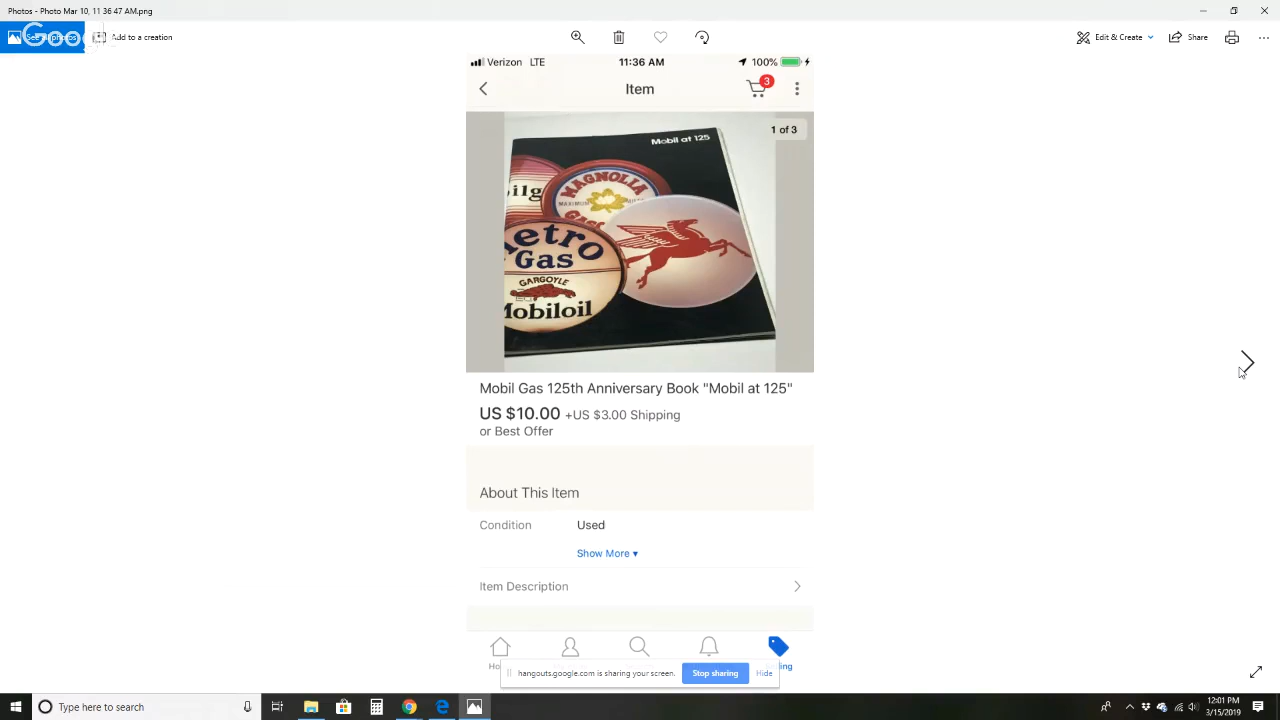 Photos - Photo Mar 10, 11 36 47 AM.png
Goo
Add to a creation
Edit & Create
Share
Verizon LTE
11:36 AM
100%
Item
3
1 of 3
Mobil at 125
ilg
MAGNOLIA
GAS
etro
Gas
GARGOYLE
Mobiloil
Mobil Gas 125th Anniversary Book "Mobil at 125"
US $10.00 +US $3.00 Shipping
or Best Offer
About This Item
Condition Used
Show More
Item Description
hangouts.google.com is sharing your screen.
Stop sharing
Hide
Type here to search
12:01 PM
3/15/2019